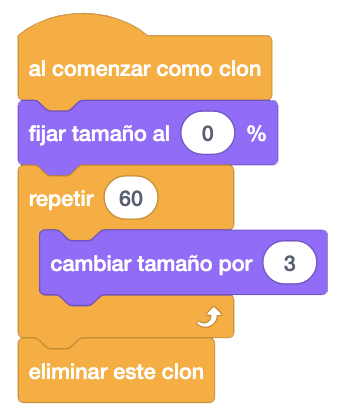 al comenzar como clon
fijar tamaño al 0 %
repetir 60
cambiar tamaño por 3
eliminar este clon